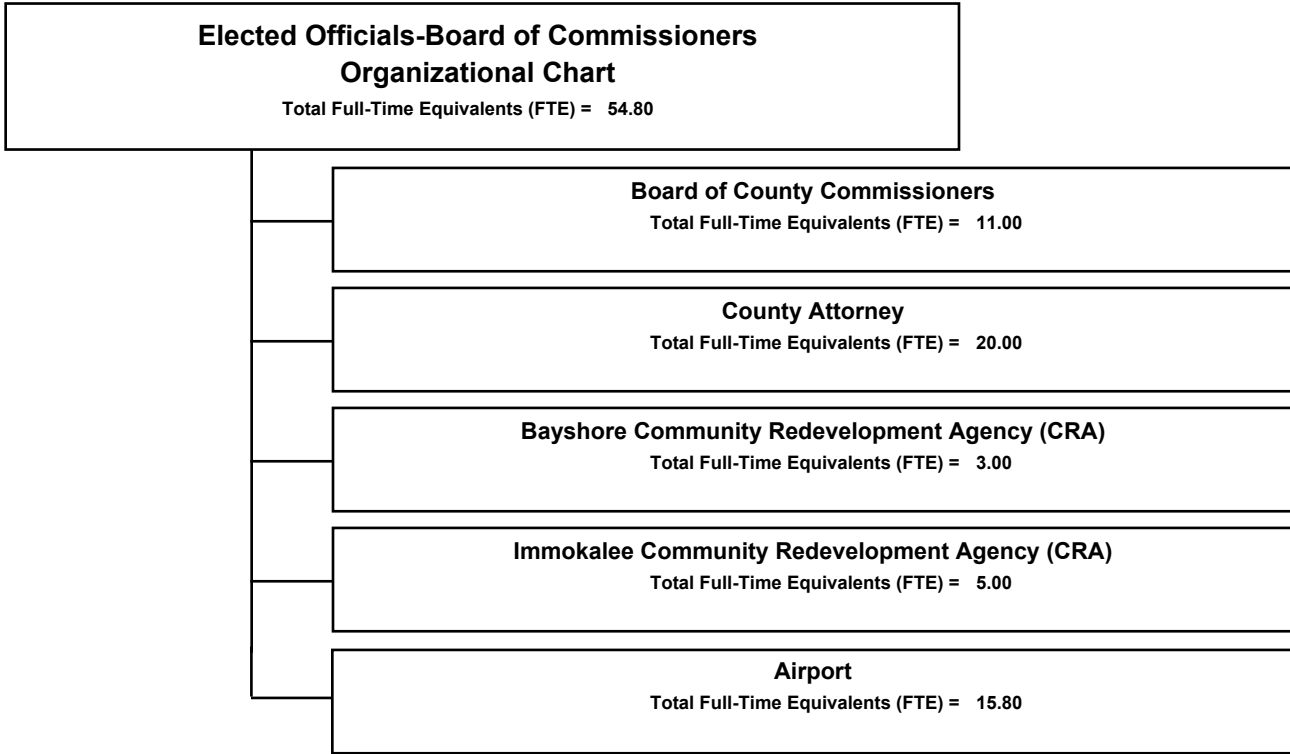 Elected Officials-Board of Commissioners
Organizational Chart
Total Full-Time Equivalents (FTE) = 54.80
Board of County Commissioners
Total Full-Time Equivalents (FTE) = 11.00
County Attorney
Total Full-Time Equivalents (FTE) = 20.00
Bayshore Community Redevelopment Agency (CRA)
Total Full-Time Equivalents (FTE) = 3.00
Immokalee Community Redevelopment Agency (CRA)
Total Full-Time Equivalents (FTE) = 5.00
Airport
Total Full-Time Equivalents (FTE) = 15.80